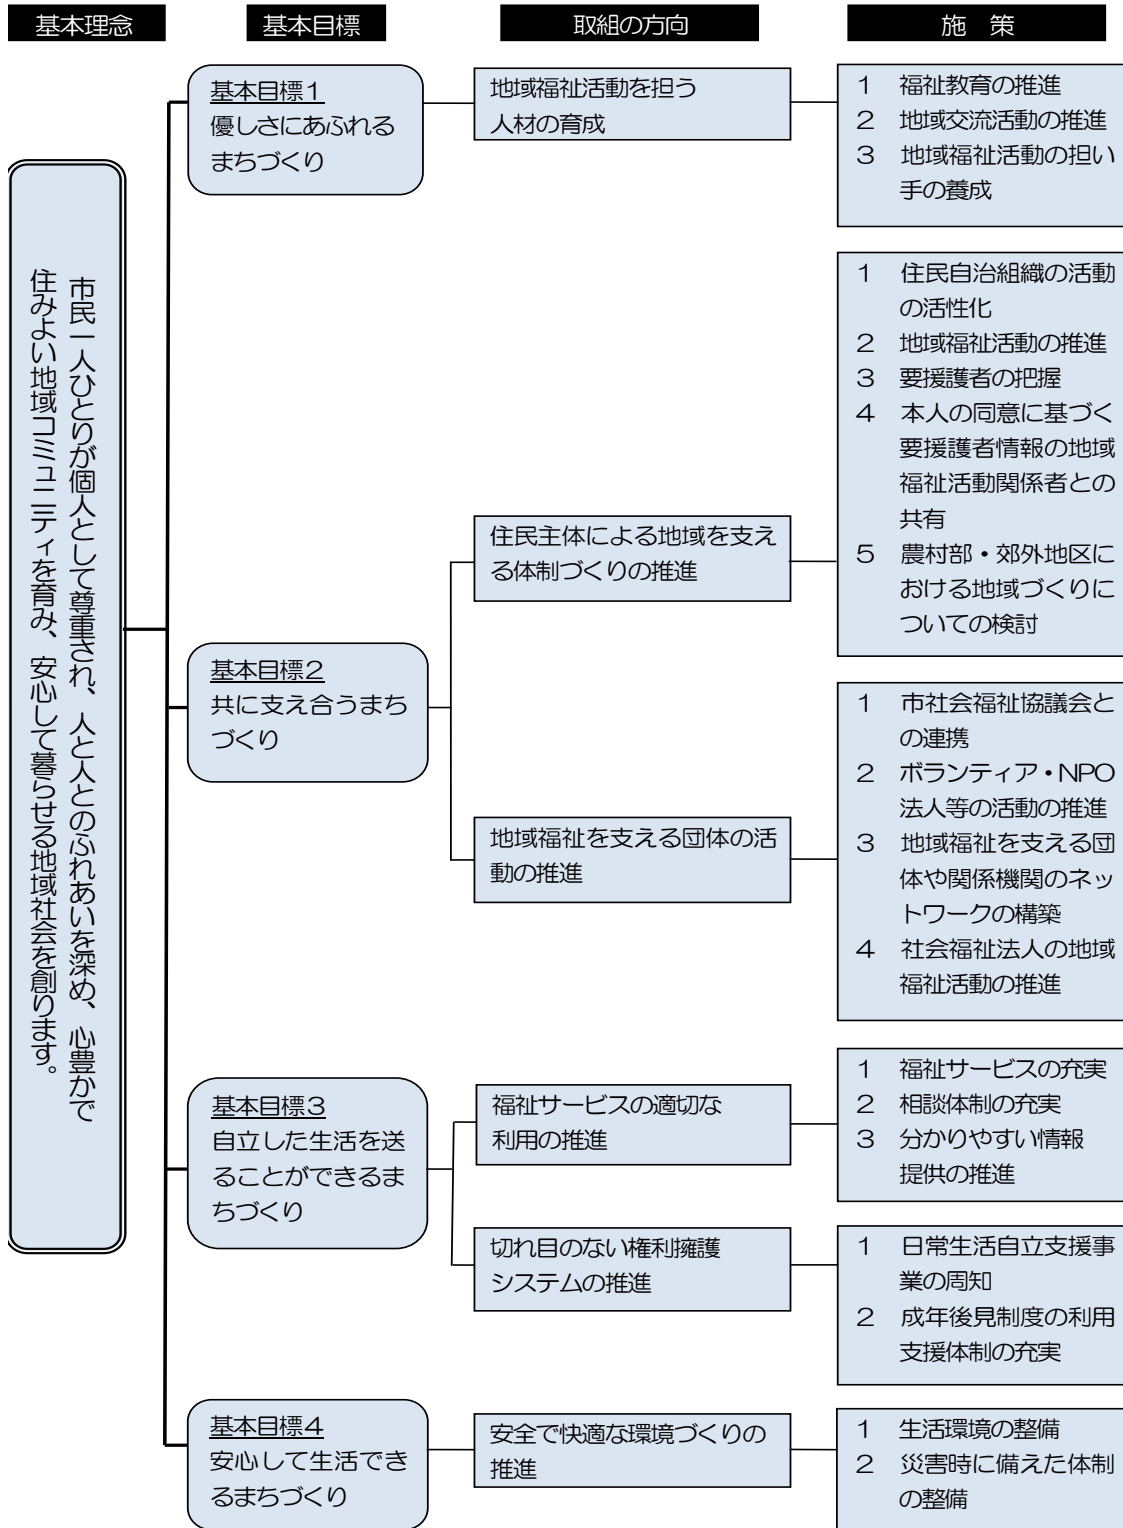 基本理念
基本目標
取組の方向
施　策
市民一人ひとりが個人として尊重され、人と人とのふれあいを深め、心豊かで
住みよい地域コミュニティを育み、安心して暮らせる地域社会を創ります。
基本目標１
優しさにあふれる
まちづくり
地域福祉活動を担う
人材の育成
１　福祉教育の推進
２　地域交流活動の推進
３　地域福祉活動の担い
手の養成
基本目標２
共に支え合うまち
づくり
住民主体による地域を支え
る体制づくりの推進
１　住民自治組織の活動
の活性化
２　地域福祉活動の推進
３　要援護者の把握
４　本人の同意に基づく
要援護者情報の地域
福祉活動関係者との
共有
５　農村部・郊外地区に
おける地域づくりに
ついての検討
地域福祉を支える団体の活
動の推進
１　市社会福祉協議会と
の連携
２　ボランティア・NPO
法人等の活動の推進
３　地域福祉を支える団
体や関係機関のネッ
トワークの構築
４　社会福祉法人の地域
福祉活動の推進
基本目標３
自立した生活を送
ることができるま
ちづくり
福祉サービスの適切な
利用の推進
１　福祉サービスの充実
２　相談体制の充実
３　分かりやすい情報
提供の推進
切れ目のない権利擁護
システムの推進
１　日常生活自立支援事
業の周知
２　成年後見制度の利用
支援体制の充実
基本目標４
安心して生活でき
るまちづくり
安全で快適な環境づくりの
推進
１　生活環境の整備
２　災害時に備えた体制
の整備